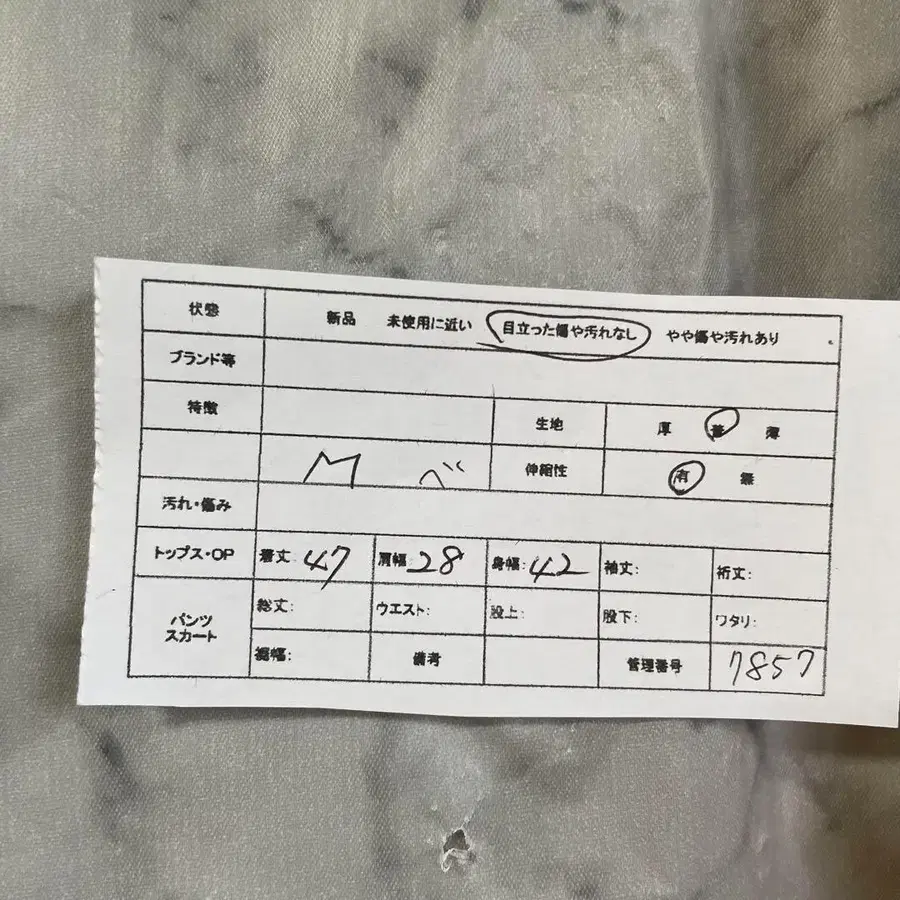 状態 新品 未使用に近い 目立った傷や汚れなし やや傷や汚れあり
ブランド等
特徴 生地 厚 普 薄
M べ 伸縮性 有 無
汚れ・傷み
トップス・OP 着丈: 47 肩幅: 28 身幅: 42 袖丈: 裄丈:
パンツ スカート 総丈: ウエスト: 股上: 股下: ワタリ:
裾幅: 備考 管理番号 7857